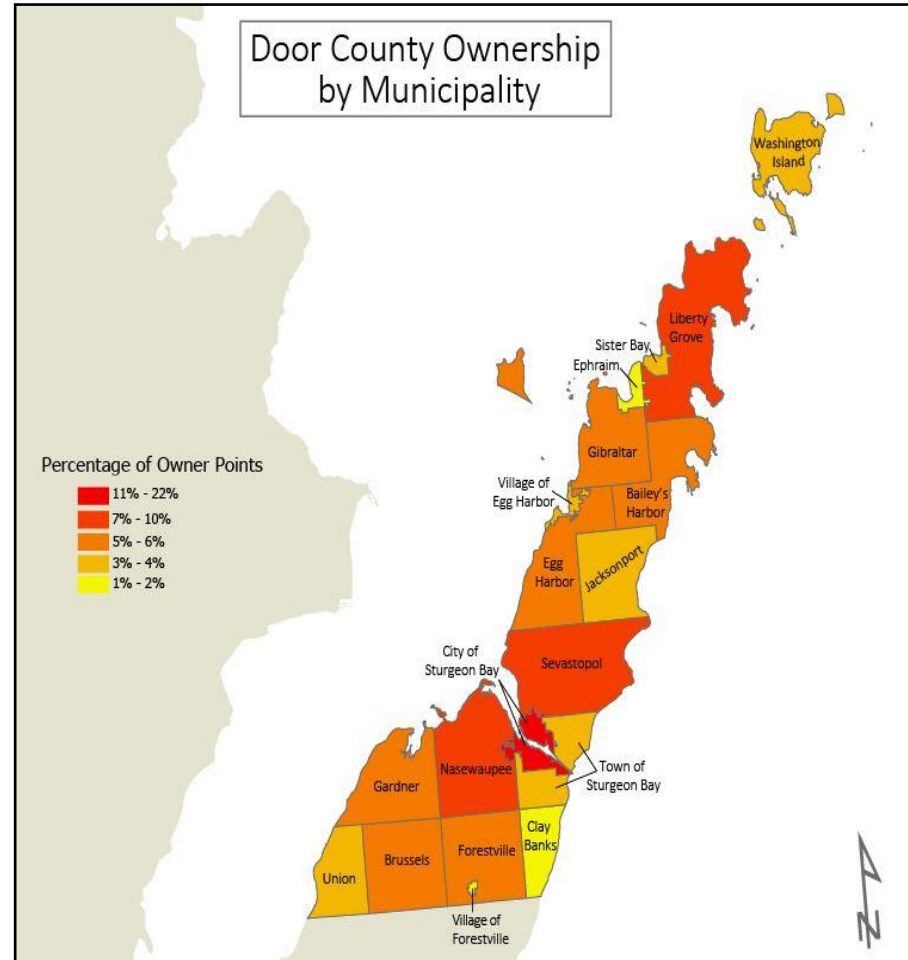 Door County Ownership
by Municipality
Washington
Island
Liberty
Grove
Sister Bay
Ephraim
Gibraltar
Village of
Egg Harbor
Bailey's
Harbor
Egg
Harbor
Jacksonport
Percentage of Owner Points
11% - 22%
7% - 10%
5% - 6%
3% - 4%
1% - 2%
City of
Sturgeon Bay
Sevastopol
Nasewaupee
Gardner
Town of
Sturgeon Bay
Clay
Banks
Forestville
Brussels
Union
Village of
Forestville
N